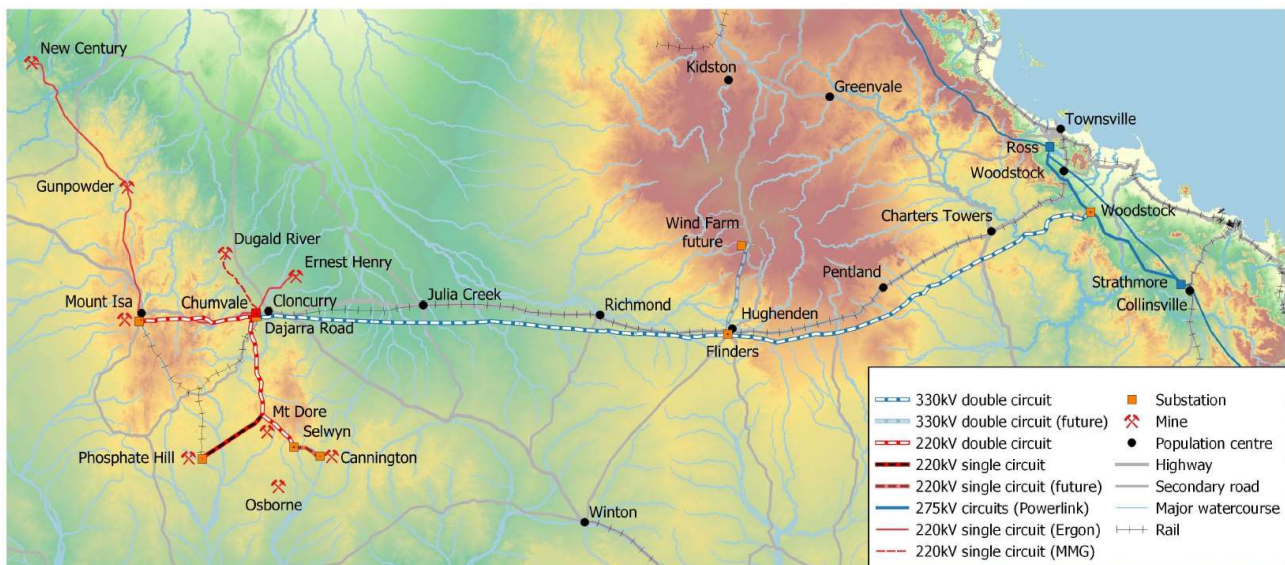 New Century
Kidston
Greenvale
Townsville
Ross
Woodstock
Gunpowder
Woodstock
Wind Farm
future
Charters Towers
Dugald River
Ernest Henry
Pentland
Strathmore
Collinsville
Mount Isa
Chumvale
Cloncurry
Julia Creek
Richmond
Hughenden
Dajarra Road
Flinders
Mt Dore
Selwyn
Phosphate Hill
Cannington
Osborne
Winton
330kV double circuit
330kV double circuit (future)
220kV double circuit
220kV single circuit
220kV single circuit (future)
275kV circuits (Powerlink)
220kV single circuit (Ergon)
220kV single circuit (MMG)
Substation
Mine
Population centre
Highway
Secondary road
Major watercourse
Rail